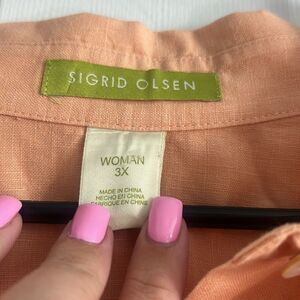 SIGRID OLSEN
WOMAN
3X
MADE IN CHINA
HECHO EN CHINA
FABRIQUE EN CHINE